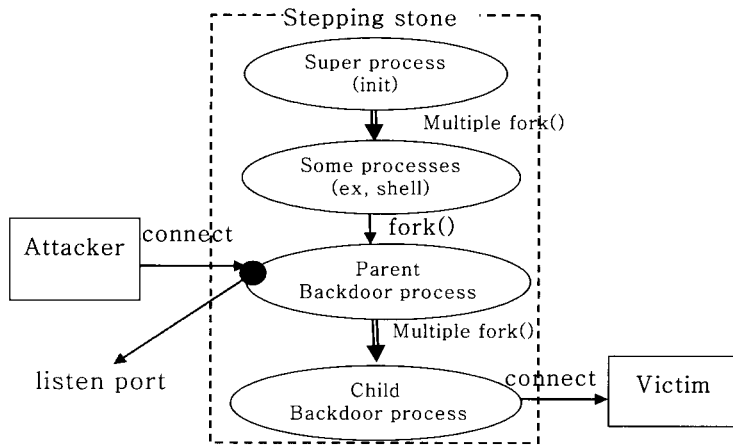 Stepping stone
Super process
(init)
Multiple fork()
Some processes
(ex, shell)
fork()
Attacker
connect
Parent
Backdoor process
listen port
Multiple fork()
Child
Backdoor process
connect
Victim